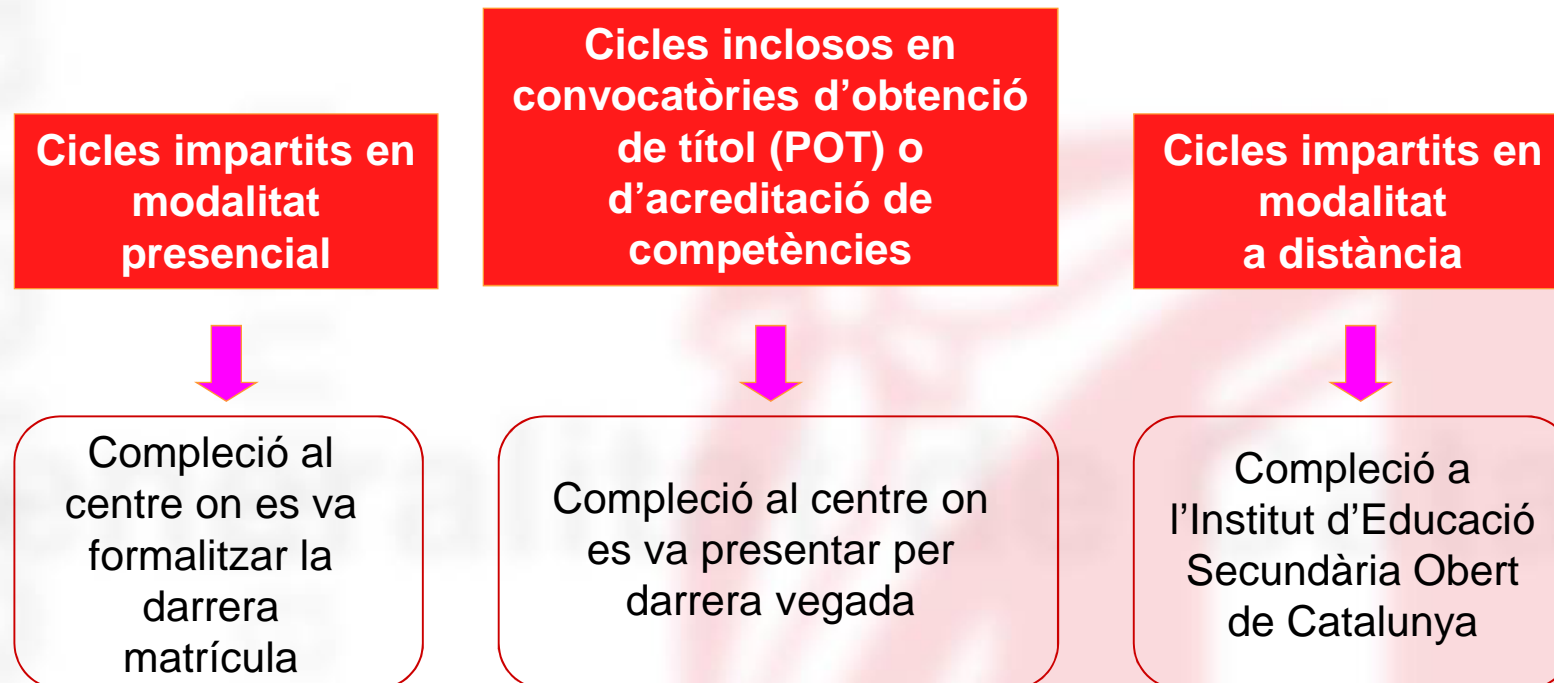 Cicles impartits en
modalitat
presencial
Cicles inclosos en
convocatòries d’obtenció
de títol (POT) o
d’acreditació de
competències
Cicles impartits en
modalitat
a distància
Compleció al
centre on es va
formalitzar la
darrera
matrícula
Compleció al centre on
es va presentar per
darrera vegada
Compleció a
l’Institut d’Educació
Secundària Obert
de Catalunya